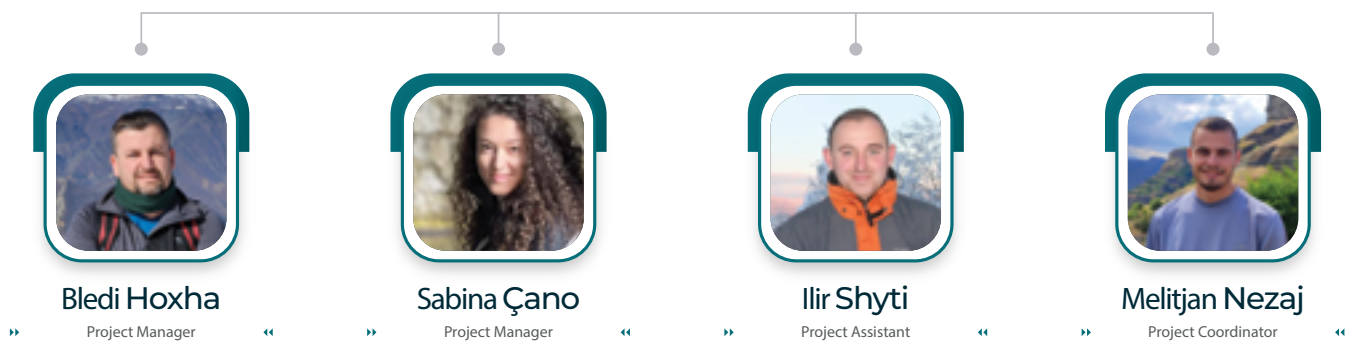 Bledi Hoxha
Project Manager
Sabina Çano
Project Manager
Ilir Shyti
Project Assistant
Melitjan Nezaj
Project Coordinator